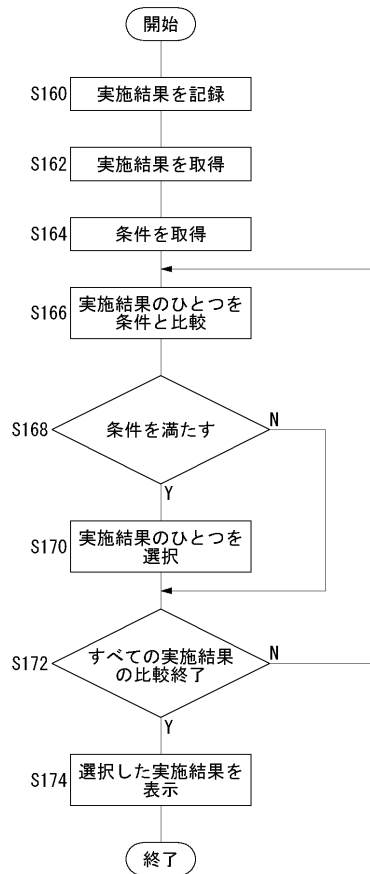 開始
S160
実施結果を記録
S162
実施結果を取得
S164
条件を取得
S166
実施結果のひとつを
条件と比較
S168
条件を満たす
N
Y
S170
実施結果のひとつを
選択
S172
すべての実施結果
の比較終了
N
Y
S174
選択した実施結果を
表示
終了